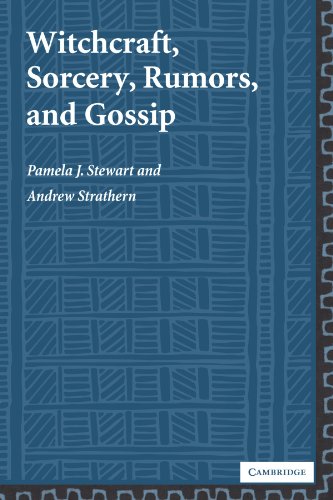 Witchcraft,
Sorcery, Rumors,
and Gossip
Pamela J. Stewart and
Andrew Strathern
CAMBRIDGE